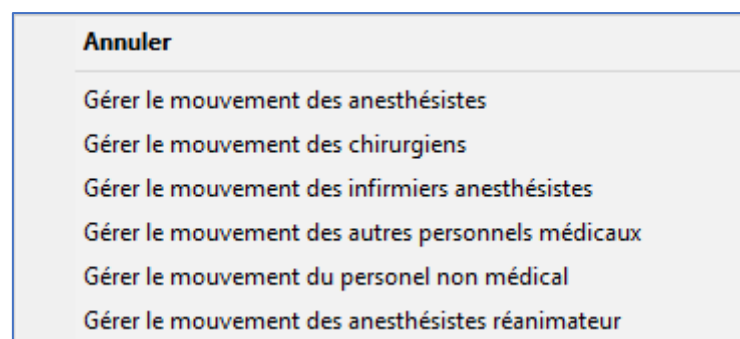 Annuler
Gérer le mouvement des anesthésistes
Gérer le mouvement des chirurgiens
Gérer le mouvement des infirmiers anesthésistes
Gérer le mouvement des autres personnels médicaux
Gérer le mouvement du personel non médical
Gérer le mouvement des anesthésistes réanimateur